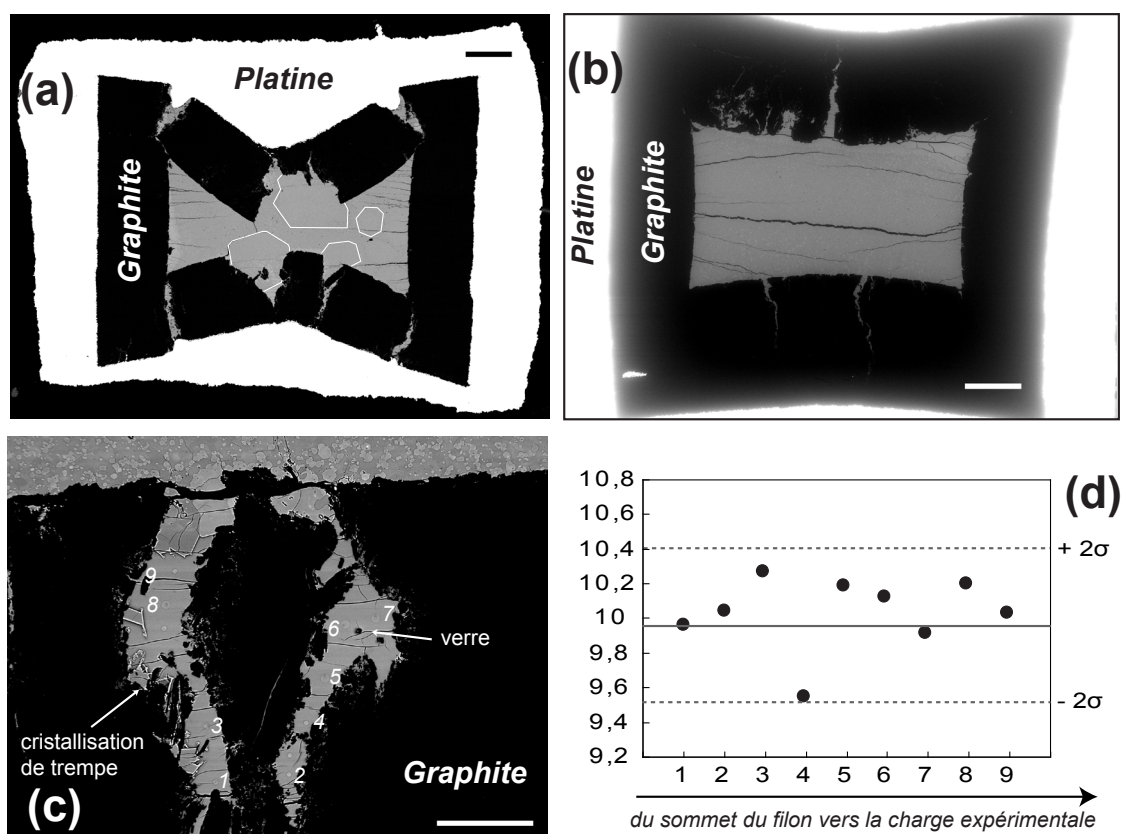 (a)
Platine
Graphite
(b)
Platine
Graphite
(c)
9
8
7
6
5
3
4
1
2
verre
cristallisation
de trempe
Graphite
(d)
10,8
10,6
10,4
10,2
10
9,8
9,6
9,4
9,2
+ 2σ
- 2σ
1 2 3 4 5 6 7 8 9
du sommet du filon vers la charge expérimentale